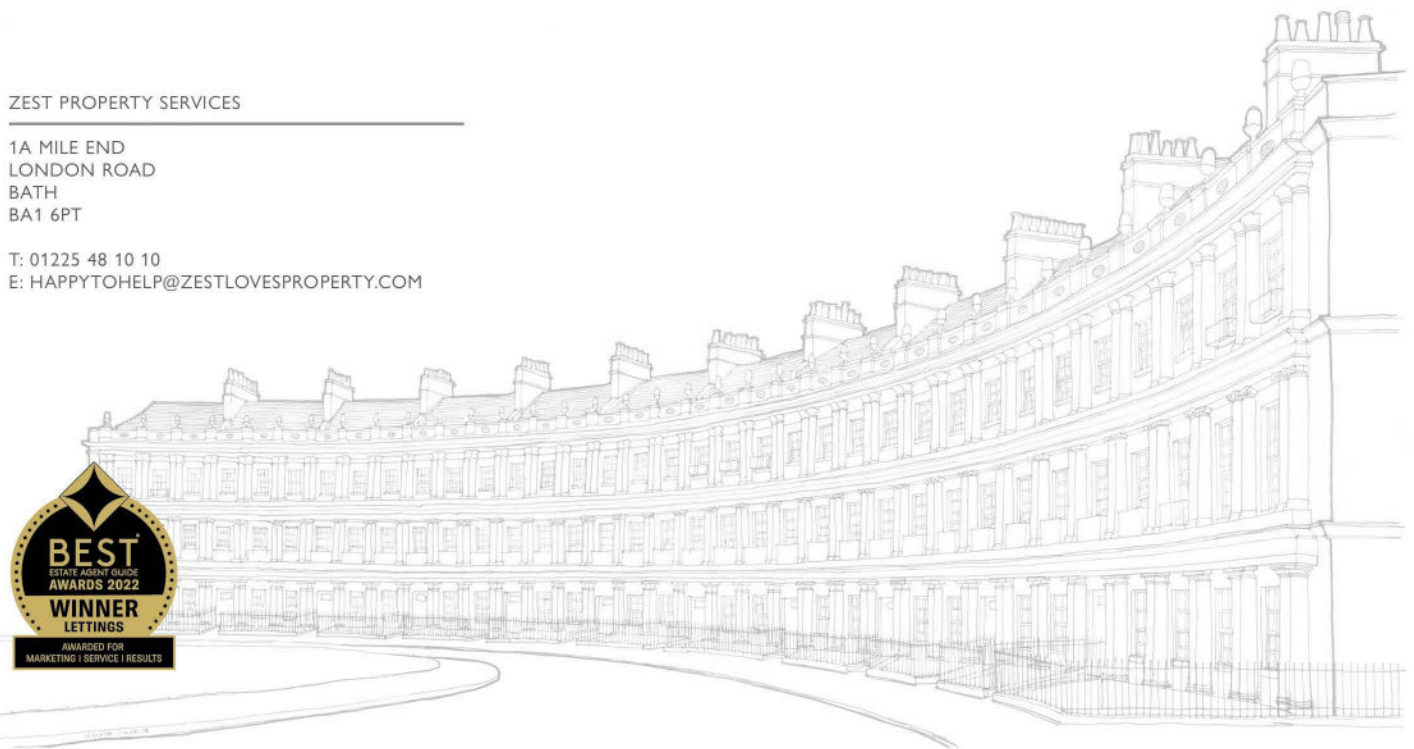 ZEST PROPERTY SERVICES
1A MILE END
LONDON ROAD
BATH
BA1 6PT
T: 01225 48 10 10
E: HAPPYTOHELP@ZESTLOVESPROPERTY.COM
BEST
ESTATE AGENT GUIDE
AWARDS 2022
WINNER
LETTINGS
AWARDED FOR
MARKETING | SERVICE | RESULTS